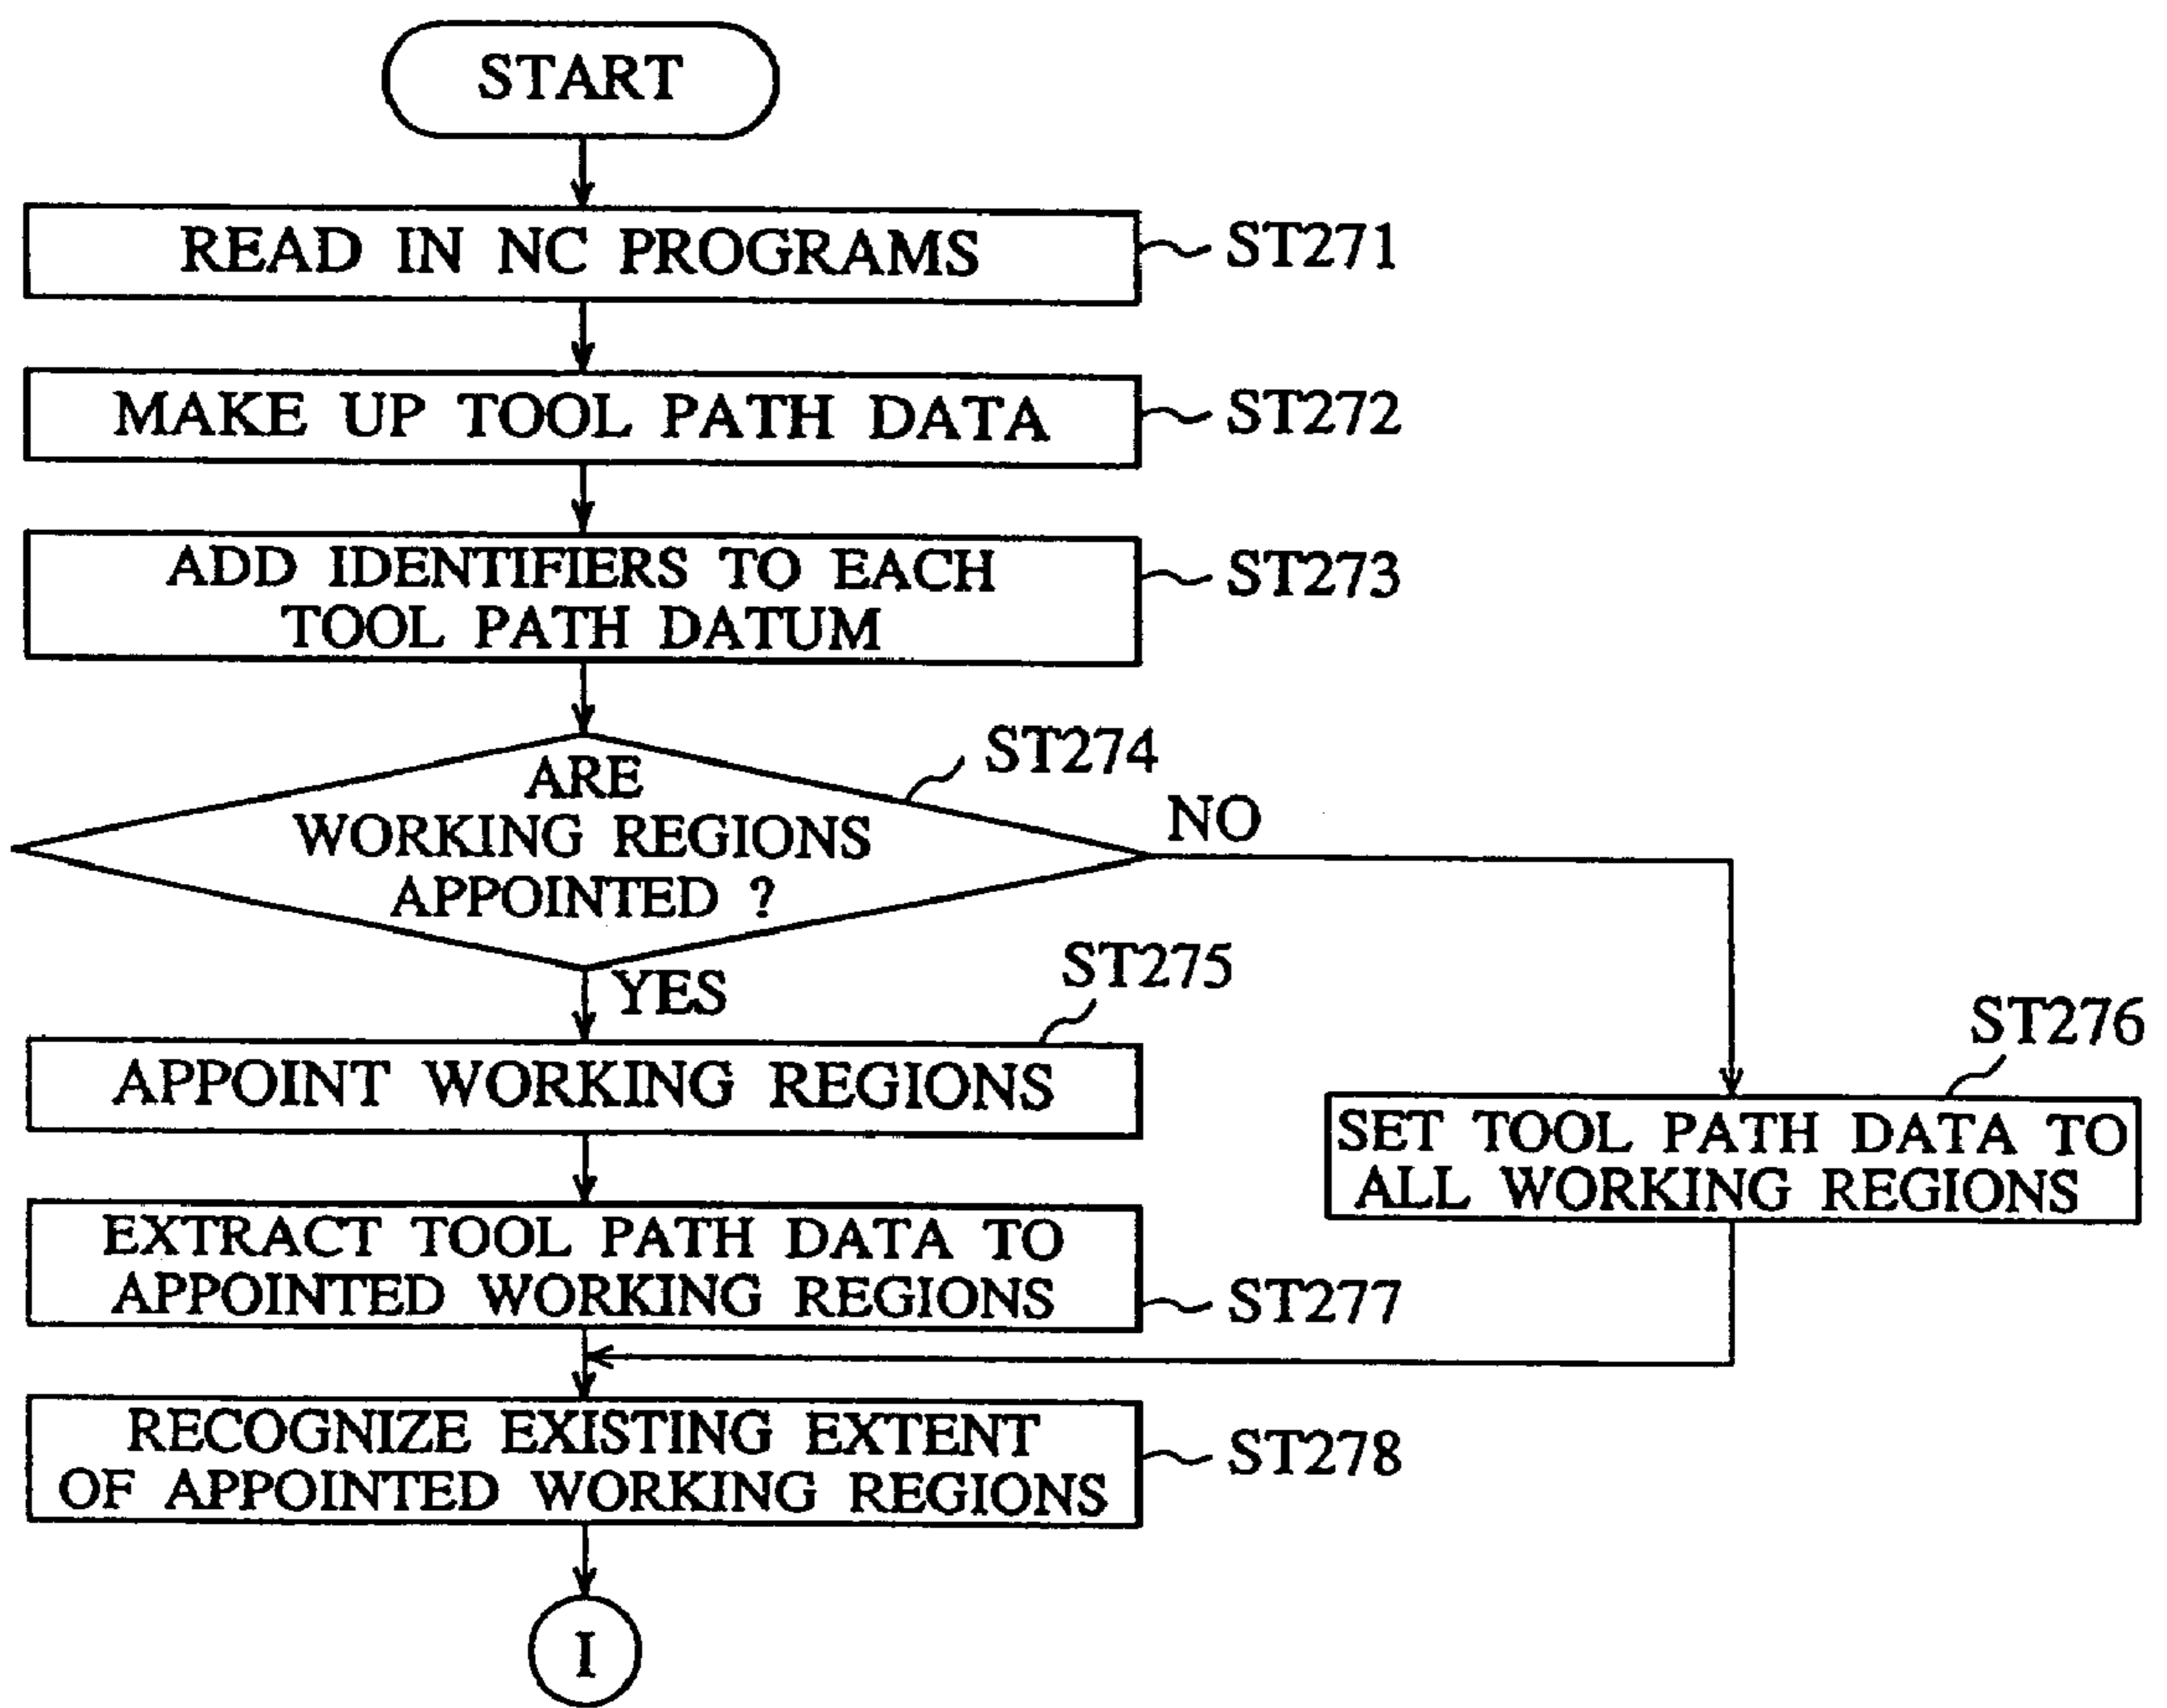 START
READ IN NC PROGRAMS
ST271
MAKE UP TOOL PATH DATA
ST272
ADD IDENTIFIERS TO EACH
TOOL PATH DATUM
ST273
ST274
ARE
WORKING REGIONS
APPOINTED ?
NO
YES
ST275
APPOINT WORKING REGIONS
ST276
SET TOOL PATH DATA TO
ALL WORKING REGIONS
EXTRACT TOOL PATH DATA TO
APPOINTED WORKING REGIONS
ST277
RECOGNIZE EXISTING EXTENT
OF APPOINTED WORKING REGIONS
ST278
I